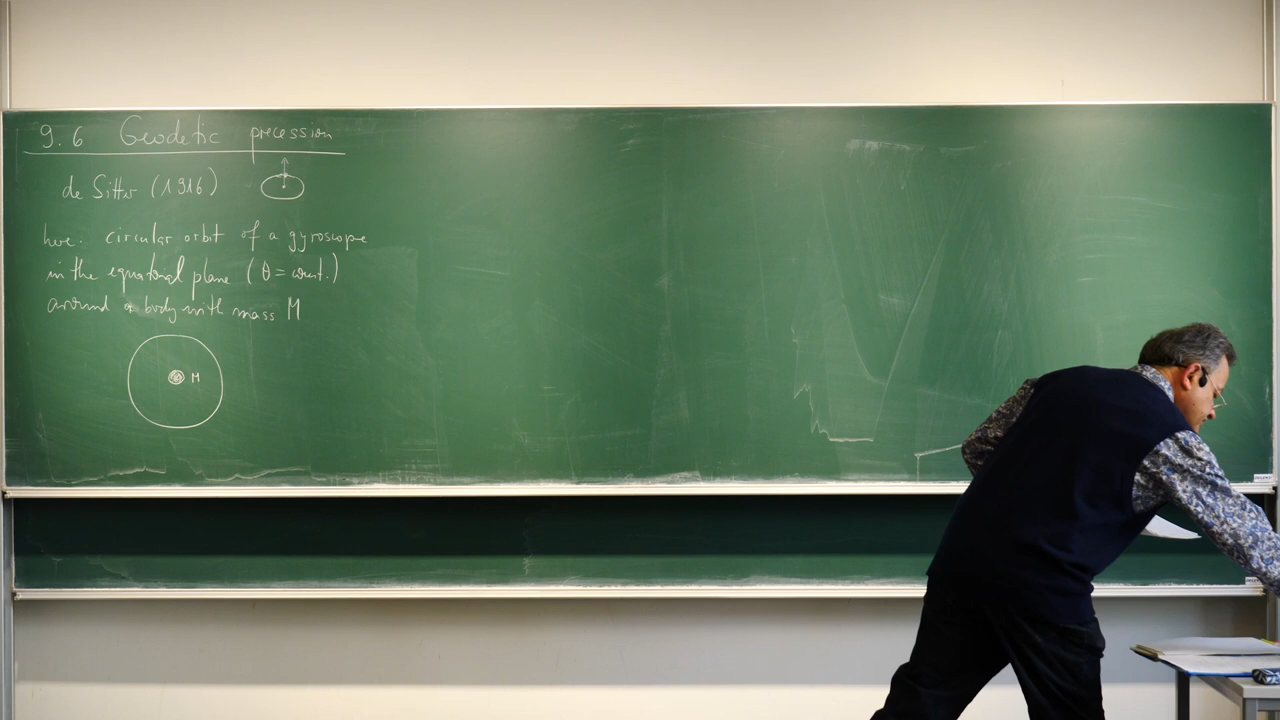 9.6 Geodetic precession
de Sitter (1916)
here: circular orbit of a gyroscope
in the equatorial plane (θ = const.)
around a body with mass M
M